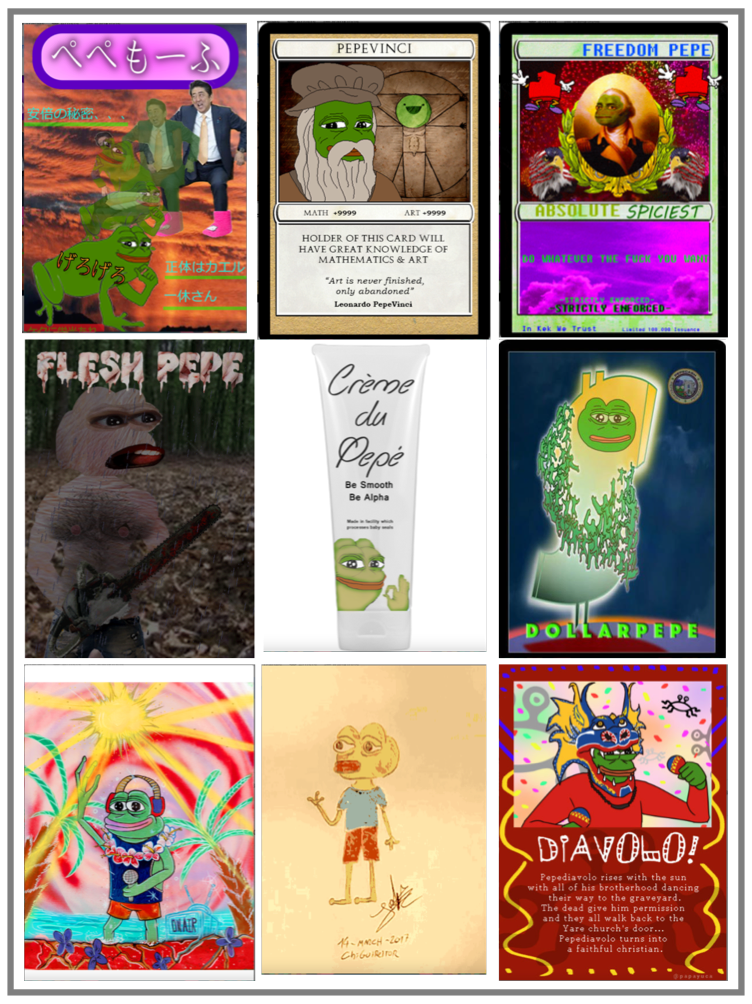 ぺぺもーふ
安倍の秘密、、、
げろげろ
正体はカエル
一休さん
PEPEVINCI
MATH +9999 ART +9999
HOLDER OF THIS CARD WILL
HAVE GREAT KNOWLEDGE OF
MATHEMATICS & ART
"Art is never finished,
only abandoned"
Leonardo PepeVinci
FREEDOM PEPE
ABSOLUTE SPICIEST
DO WHATEVER THE FUCK YOU WANT
-STRICTLY ENFORCED-
-STRICTLY ENFORCED-
In Kek We Trust Limited 100,000 Issuance
FLESH PEPE
Crème
du
Pepé
Be Smooth
Be Alpha
Made in facility which
processes baby seals
DOLLARPEPE
DJ ICIP
14-MARCH-2017
CHIGUIREITOR
DiAVOLO!
Pepediavolo rises with the sun
with all of his brotherhood dancing
their way to the graveyard.
The dead give him permission
and they all walk back to the
Yare church's door...
Pepediavolo turns into
a faithful christian.